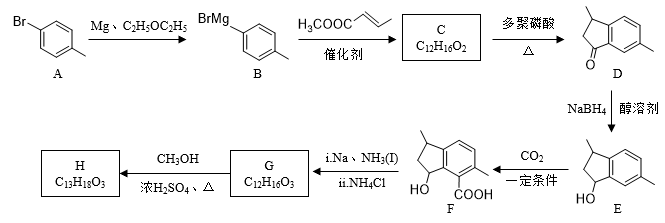 Br
A
Mg、C2H5OC2H5
BrMg
B
H3COOC
催化剂
C
C12H16O2
多聚磷酸
△
O
D
NaBH4
醇溶剂
HO
E
CO2
一定条件
HO
COOH
F
i.Na、NH3(l)
ii.NH4Cl
G
C12H16O3
CH3OH
浓H2SO4、△
H
C13H18O3